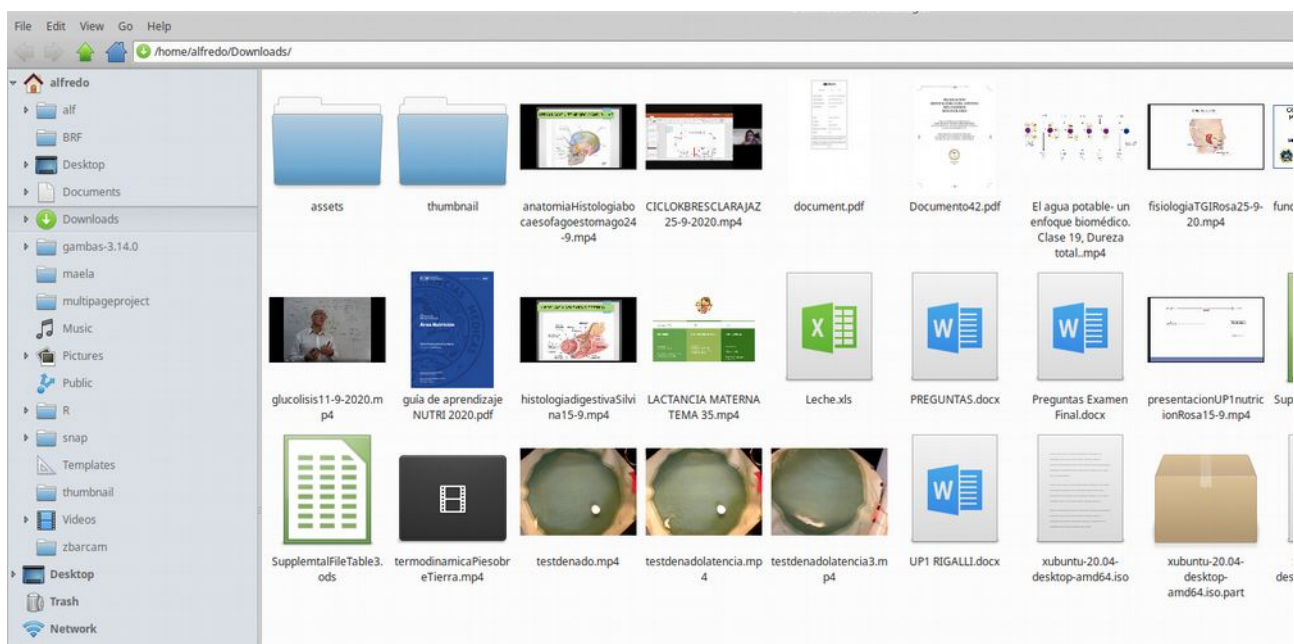 File Edit View Go Help
/home/alfredo/Downloads/
alfredo
alf
BRF
Desktop
Documents
Downloads
gambas-3.14.0
maela
multipageproject
Music
Pictures
Public
R
snap
Templates
thumbnail
Videos
zbarcam
Desktop
Trash
Network
assets
thumbnail
anatomiaHistologiabo
caesofagoestomago24
-9.mp4
CICLOKBRESCLARAJAZ
25-9-2020.mp4
document.pdf
Documento42.pdf
El agua potable- un
enfoque biomédico.
Clase 19, Dureza
total..mp4
fisiologiaTGIRosa25-9-
20.mp4
func
glucolisis11-9-2020.m
p4
Area Nutrición
guía de aprendizaje
NUTRI 2020.pdf
histologiadigestivaSilvi
na15-9.mp4
LACTANCIA MATERNA
TEMA 35.mp4
X
Leche.xls
W
PREGUNTAS.docx
W
Preguntas Examen
Final.docx
presentacionUP1nutric
ionRosa15-9.mp4
Sup
SupplemtalFileTable3.
ods
termodinamicaPiesobr
eTierra.mp4
testdenado.mp4
testdenadolatencia.mp
4
testdenadolatencia3.m
p4
W
UP1 RIGALLI.docx
xubuntu-20.04-
desktop-amd64.iso
xubuntu-20.04-
desktop-
amd64.iso.part
des